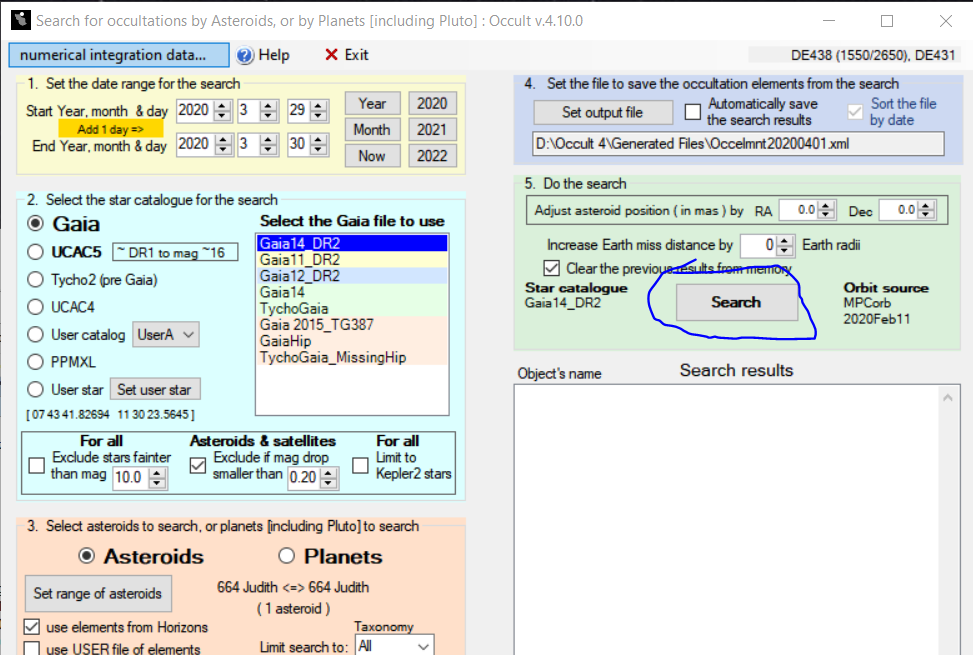 Search for occultations by Asteroids, or by Planets [including Pluto] : Occult v.4.10.0
numerical integration data...
Help
Exit
DE438 (1550/2650), DE431
1. Set the date range for the search
Start Year, month & day 2020 3 29
Add 1 day =>
End Year, month & day 2020 3 30
Year 2020
Month 2021
Now 2022
2. Select the star catalogue for the search
Gaia
UCAC5 ~ DR1 to mag ~16
Tycho2 (pre Gaia)
UCAC4
User catalog UserA
PPMXL
User star Set user star
[ 07 43 41.82694 11 30 23.5645 ]
Select the Gaia file to use
Gaia14_DR2
Gaia11_DR2
Gaia12_DR2
Gaia14
TychoGaia
Gaia 2015_TG387
GaiaHip
TychoGaia_MissingHip
For all
Exclude stars fainter
than mag 10.0
Asteroids & satellites
Exclude if mag drop
smaller than 0.20
For all
Limit to
Kepler2 stars
3. Select asteroids to search, or planets [including Pluto] to search
Asteroids Planets
Set range of asteroids
664 Judith <=> 664 Judith
( 1 asteroid )
use elements from Horizons
use USER file of elements
Taxonomy
Limit search to: All
4. Set the file to save the occultation elements from the search
Set output file
Automatically save
the search results
Sort the file
by date
D:\Occult 4\Generated Files\Occelmnt20200401.xml
5. Do the search
Adjust asteroid position ( in mas ) by RA 0.0 Dec 0.0
Increase Earth miss distance by 0 Earth radii
Clear the previous results from memory
Star catalogue
Gaia14_DR2
Search
Orbit source
MPCorb
2020Feb11
Object's name
Search results